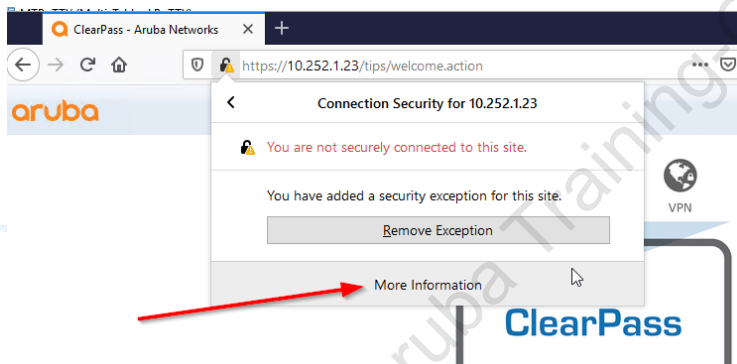 ClearPass - Aruba Networks
https://10.252.1.23/tips/welcome.action
aruba
Connection Security for 10.252.1.23
You are not securely connected to this site.
You have added a security exception for this site.
Remove Exception
VPN
More Information
ClearPass
Aruba Training